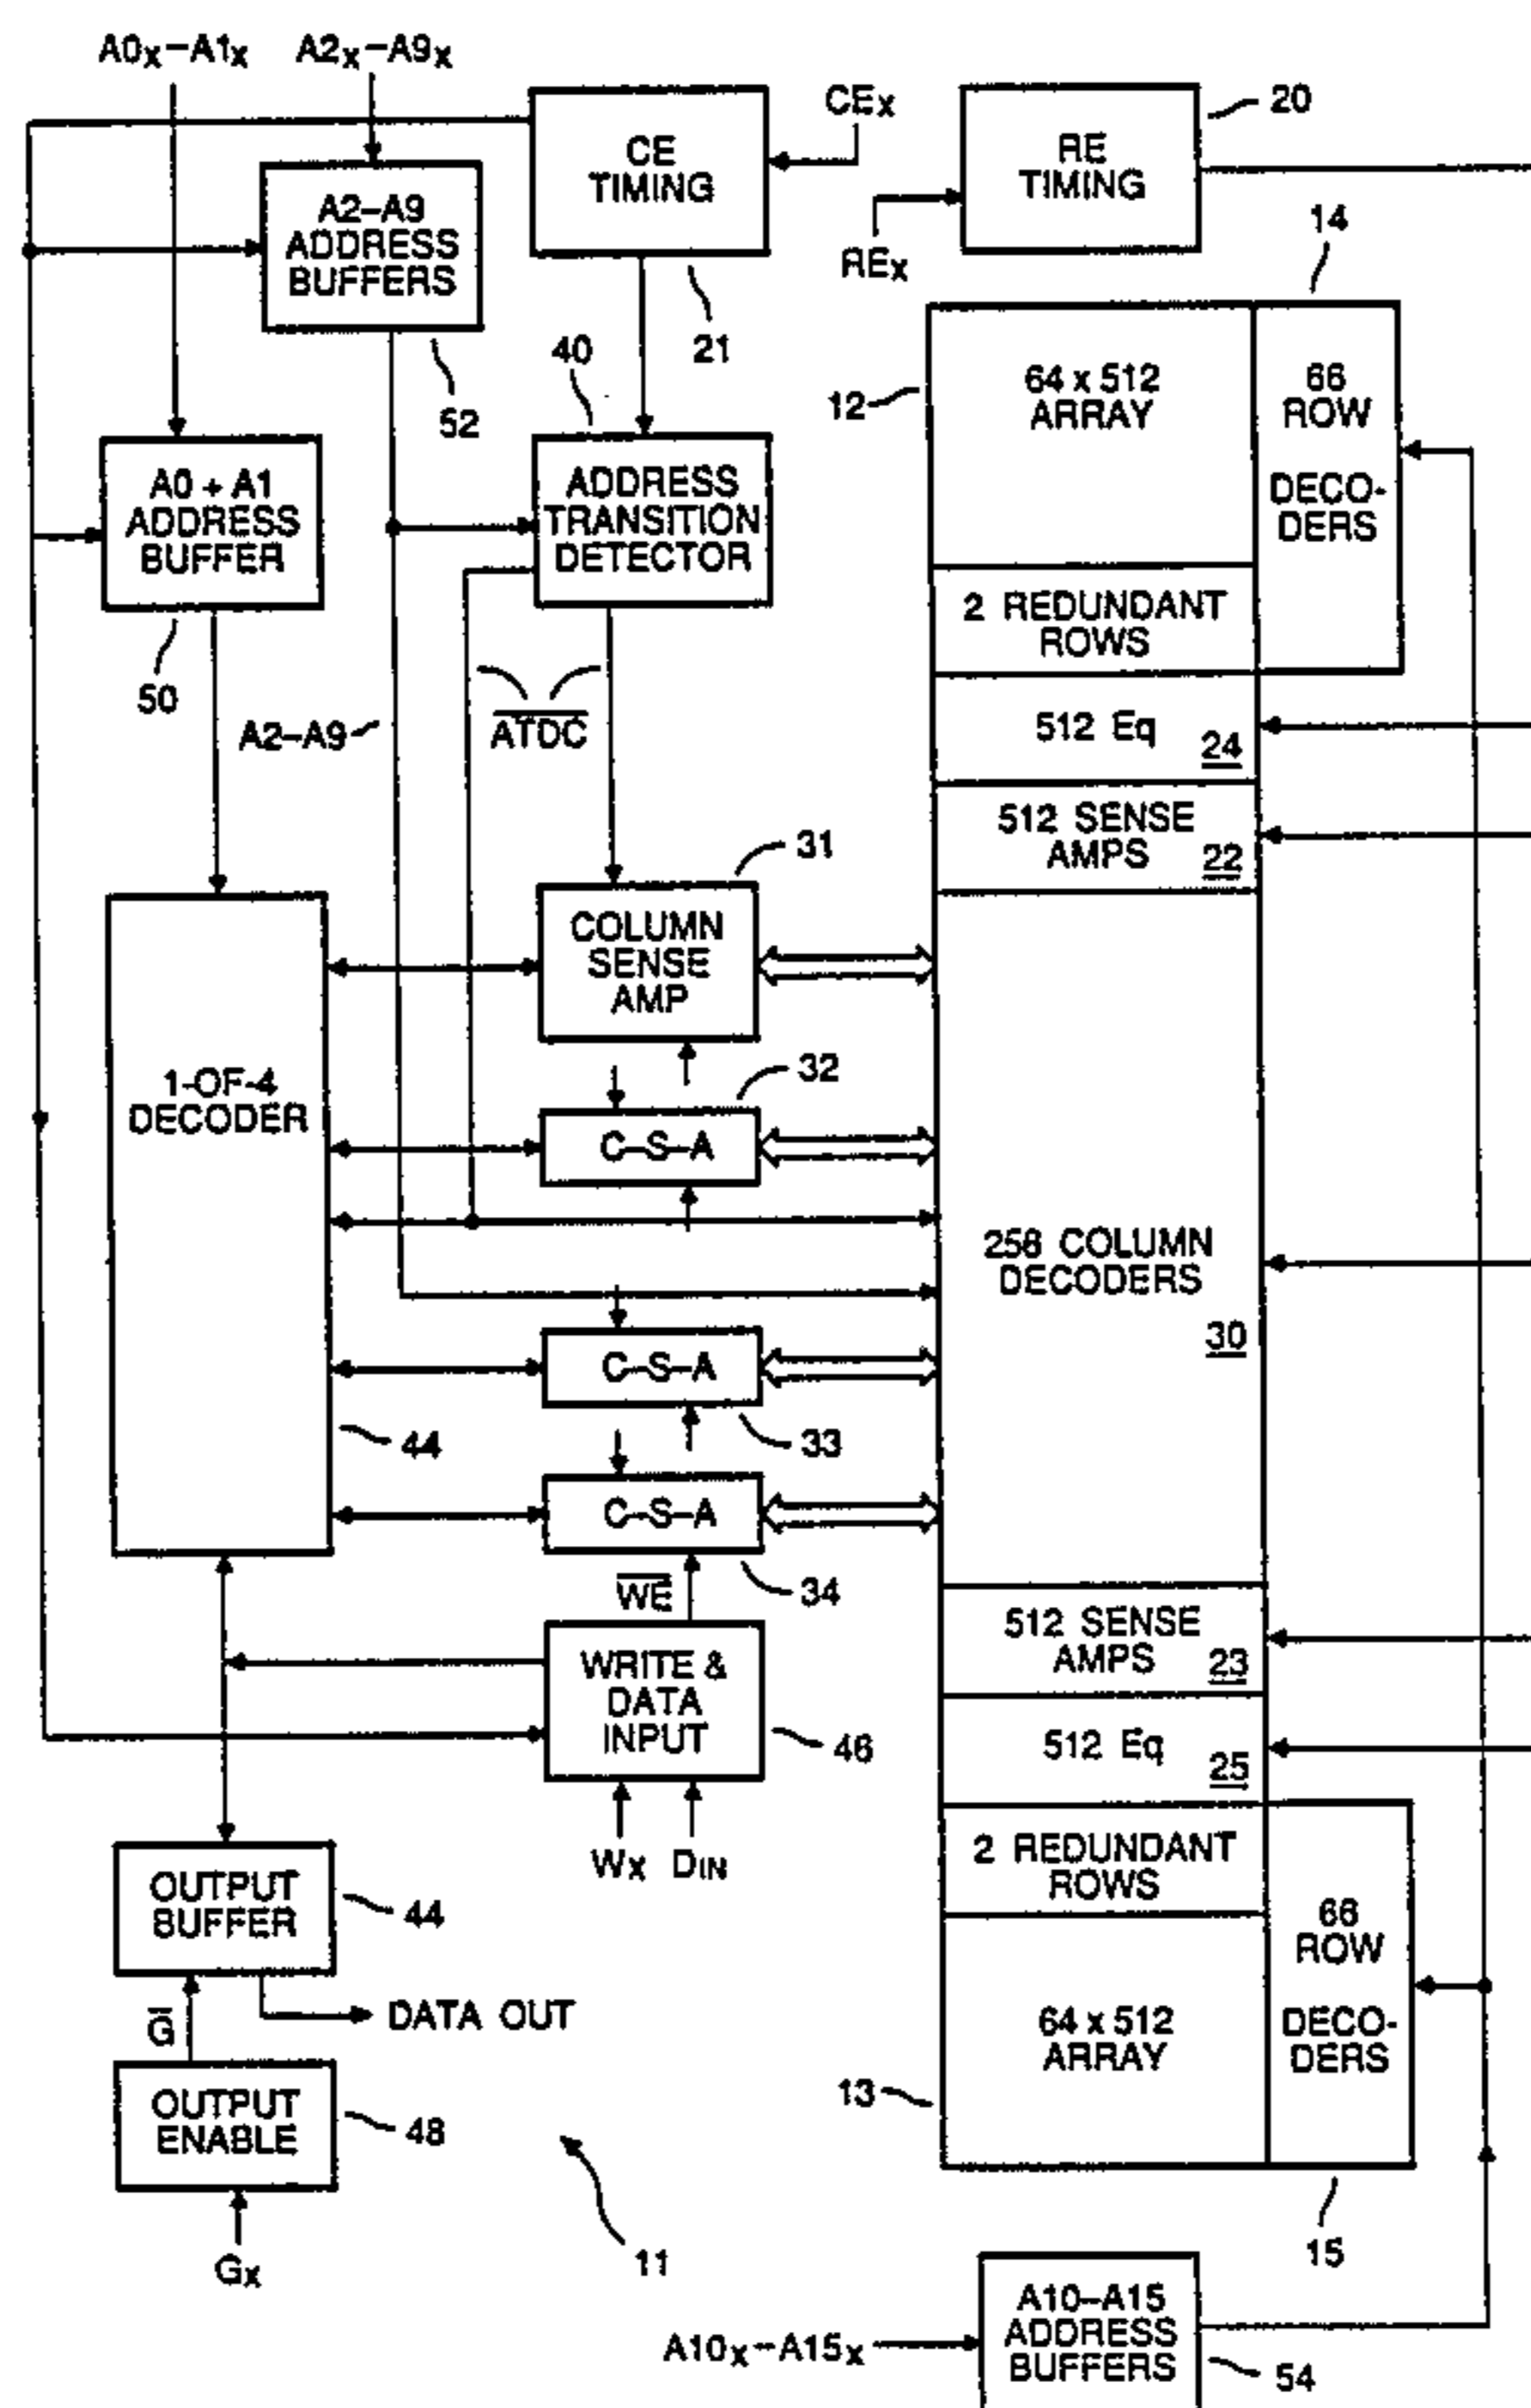 A0x–A1x
A2x–A9x
CE
TIMING
CEx
RE
TIMING
20
REx
A2–A9
ADDRESS
BUFFERS
52
21
14
40
12
64 x 512
ARRAY
66
ROW
DECO-
DERS
A0 + A1
ADDRESS
BUFFER
50
ADDRESS
TRANSITION
DETECTOR
2 REDUNDANT
ROWS
A2–A9
ATDC
512 Eq
24
512 SENSE
AMPS
22
31
COLUMN
SENSE
AMP
32
1-OF-4
DECODER
C–S–A
258 COLUMN
DECODERS
30
C–S–A
33
44
C–S–A
34
WE
512 SENSE
AMPS
23
WRITE &
DATA
INPUT
46
512 Eq
25
Wx
DIN
2 REDUNDANT
ROWS
OUTPUT
BUFFER
44
66
ROW
DECO-
DERS
G
DATA OUT
64 x 512
ARRAY
13
OUTPUT
ENABLE
48
Gx
11
15
A10x–A15x
A10–A15
ADDRESS
BUFFERS
54